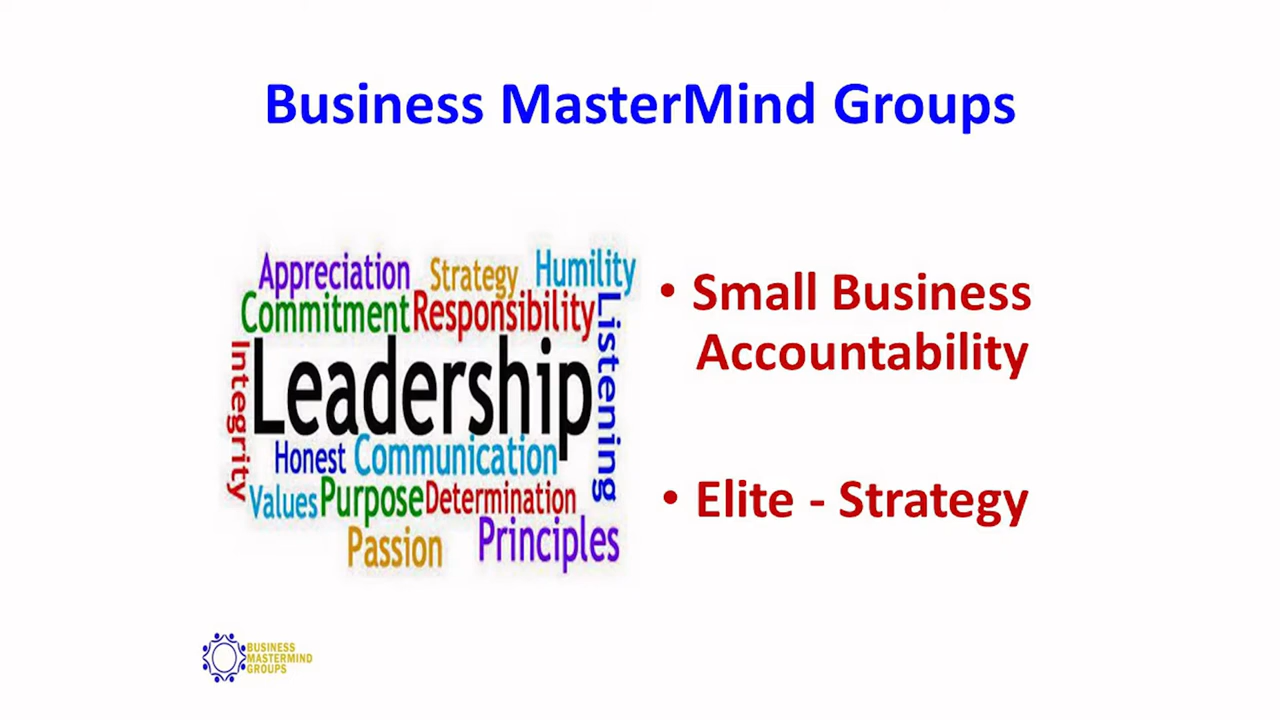 Business MasterMind Groups
Appreciation Strategy Humility
Commitment Responsibility
Listening
Integrity
Leadership
Honest Communication
Values Purpose Determination
Passion Principles
• Small Business
Accountability
• Elite - Strategy
BUSINESS
MASTERMIND
GROUPS